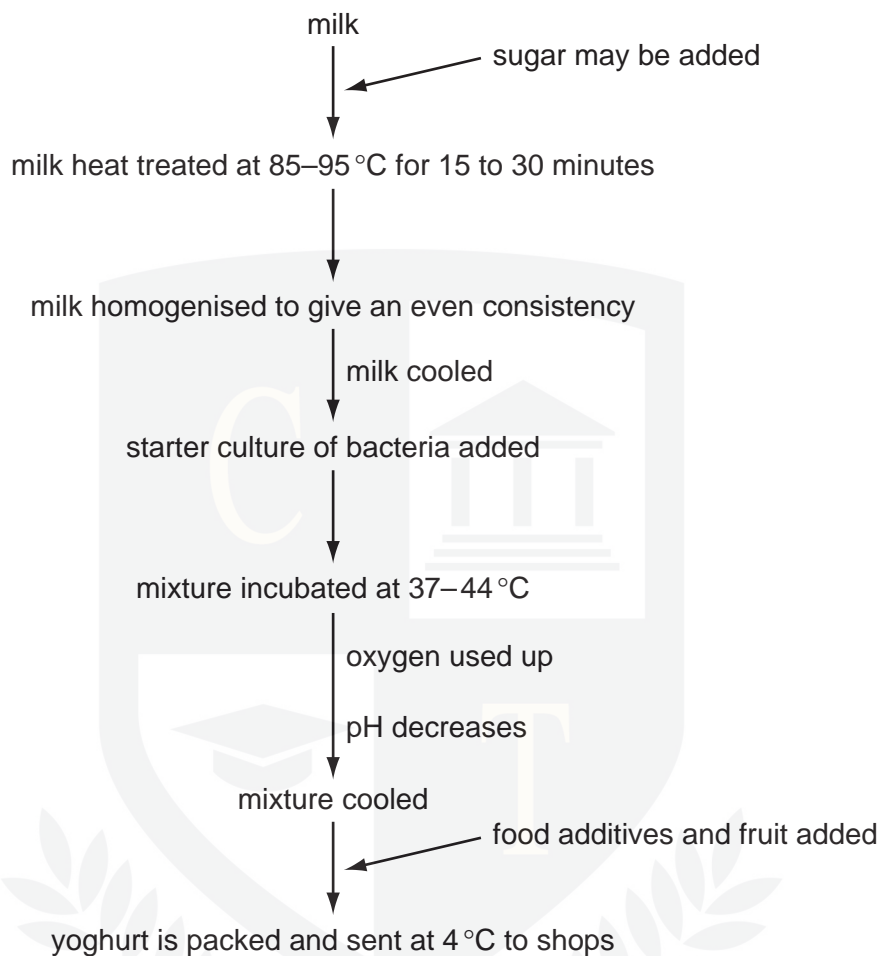 milk
sugar may be added
milk heat treated at 85–95 °C for 15 to 30 minutes
milk homogenised to give an even consistency
milk cooled
starter culture of bacteria added
mixture incubated at 37–44 °C
oxygen used up
pH decreases
mixture cooled
food additives and fruit added
yoghurt is packed and sent at 4 °C to shops
C
T